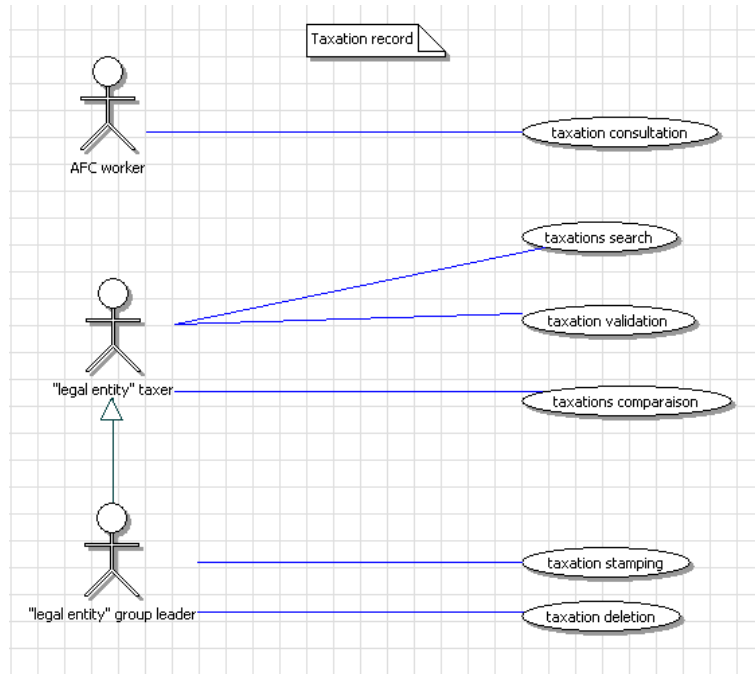 Taxation record
AFC worker
taxation consultation
taxations search
taxation validation
"legal entity" taxer
taxations comparaison
taxation stamping
"legal entity" group leader
taxation deletion